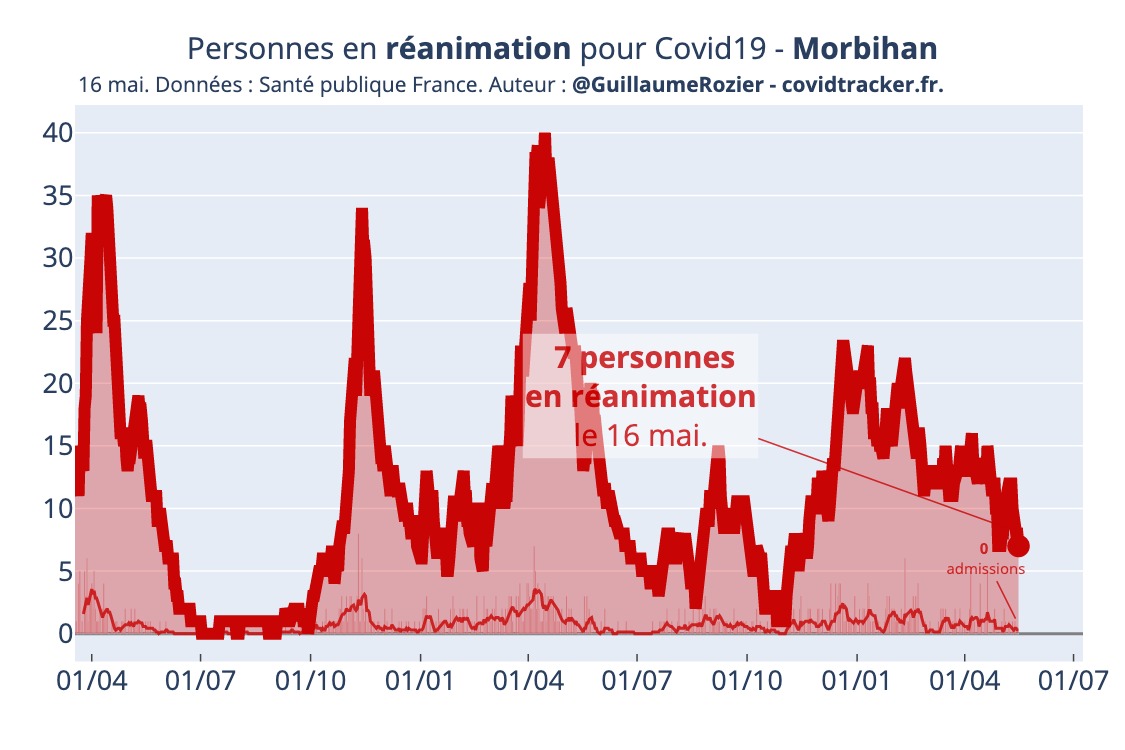 Personnes en réanimation pour Covid19 - Morbihan
16 mai. Données : Santé publique France. Auteur : @GuillaumeRozier - covidtracker.fr.
40
35
30
25
20
15
10
5
0
7 personnes
en réanimation
le 16 mai.
0
admissions
01/04 01/07 01/10 01/01 01/04 01/07 01/10 01/01 01/04 01/07